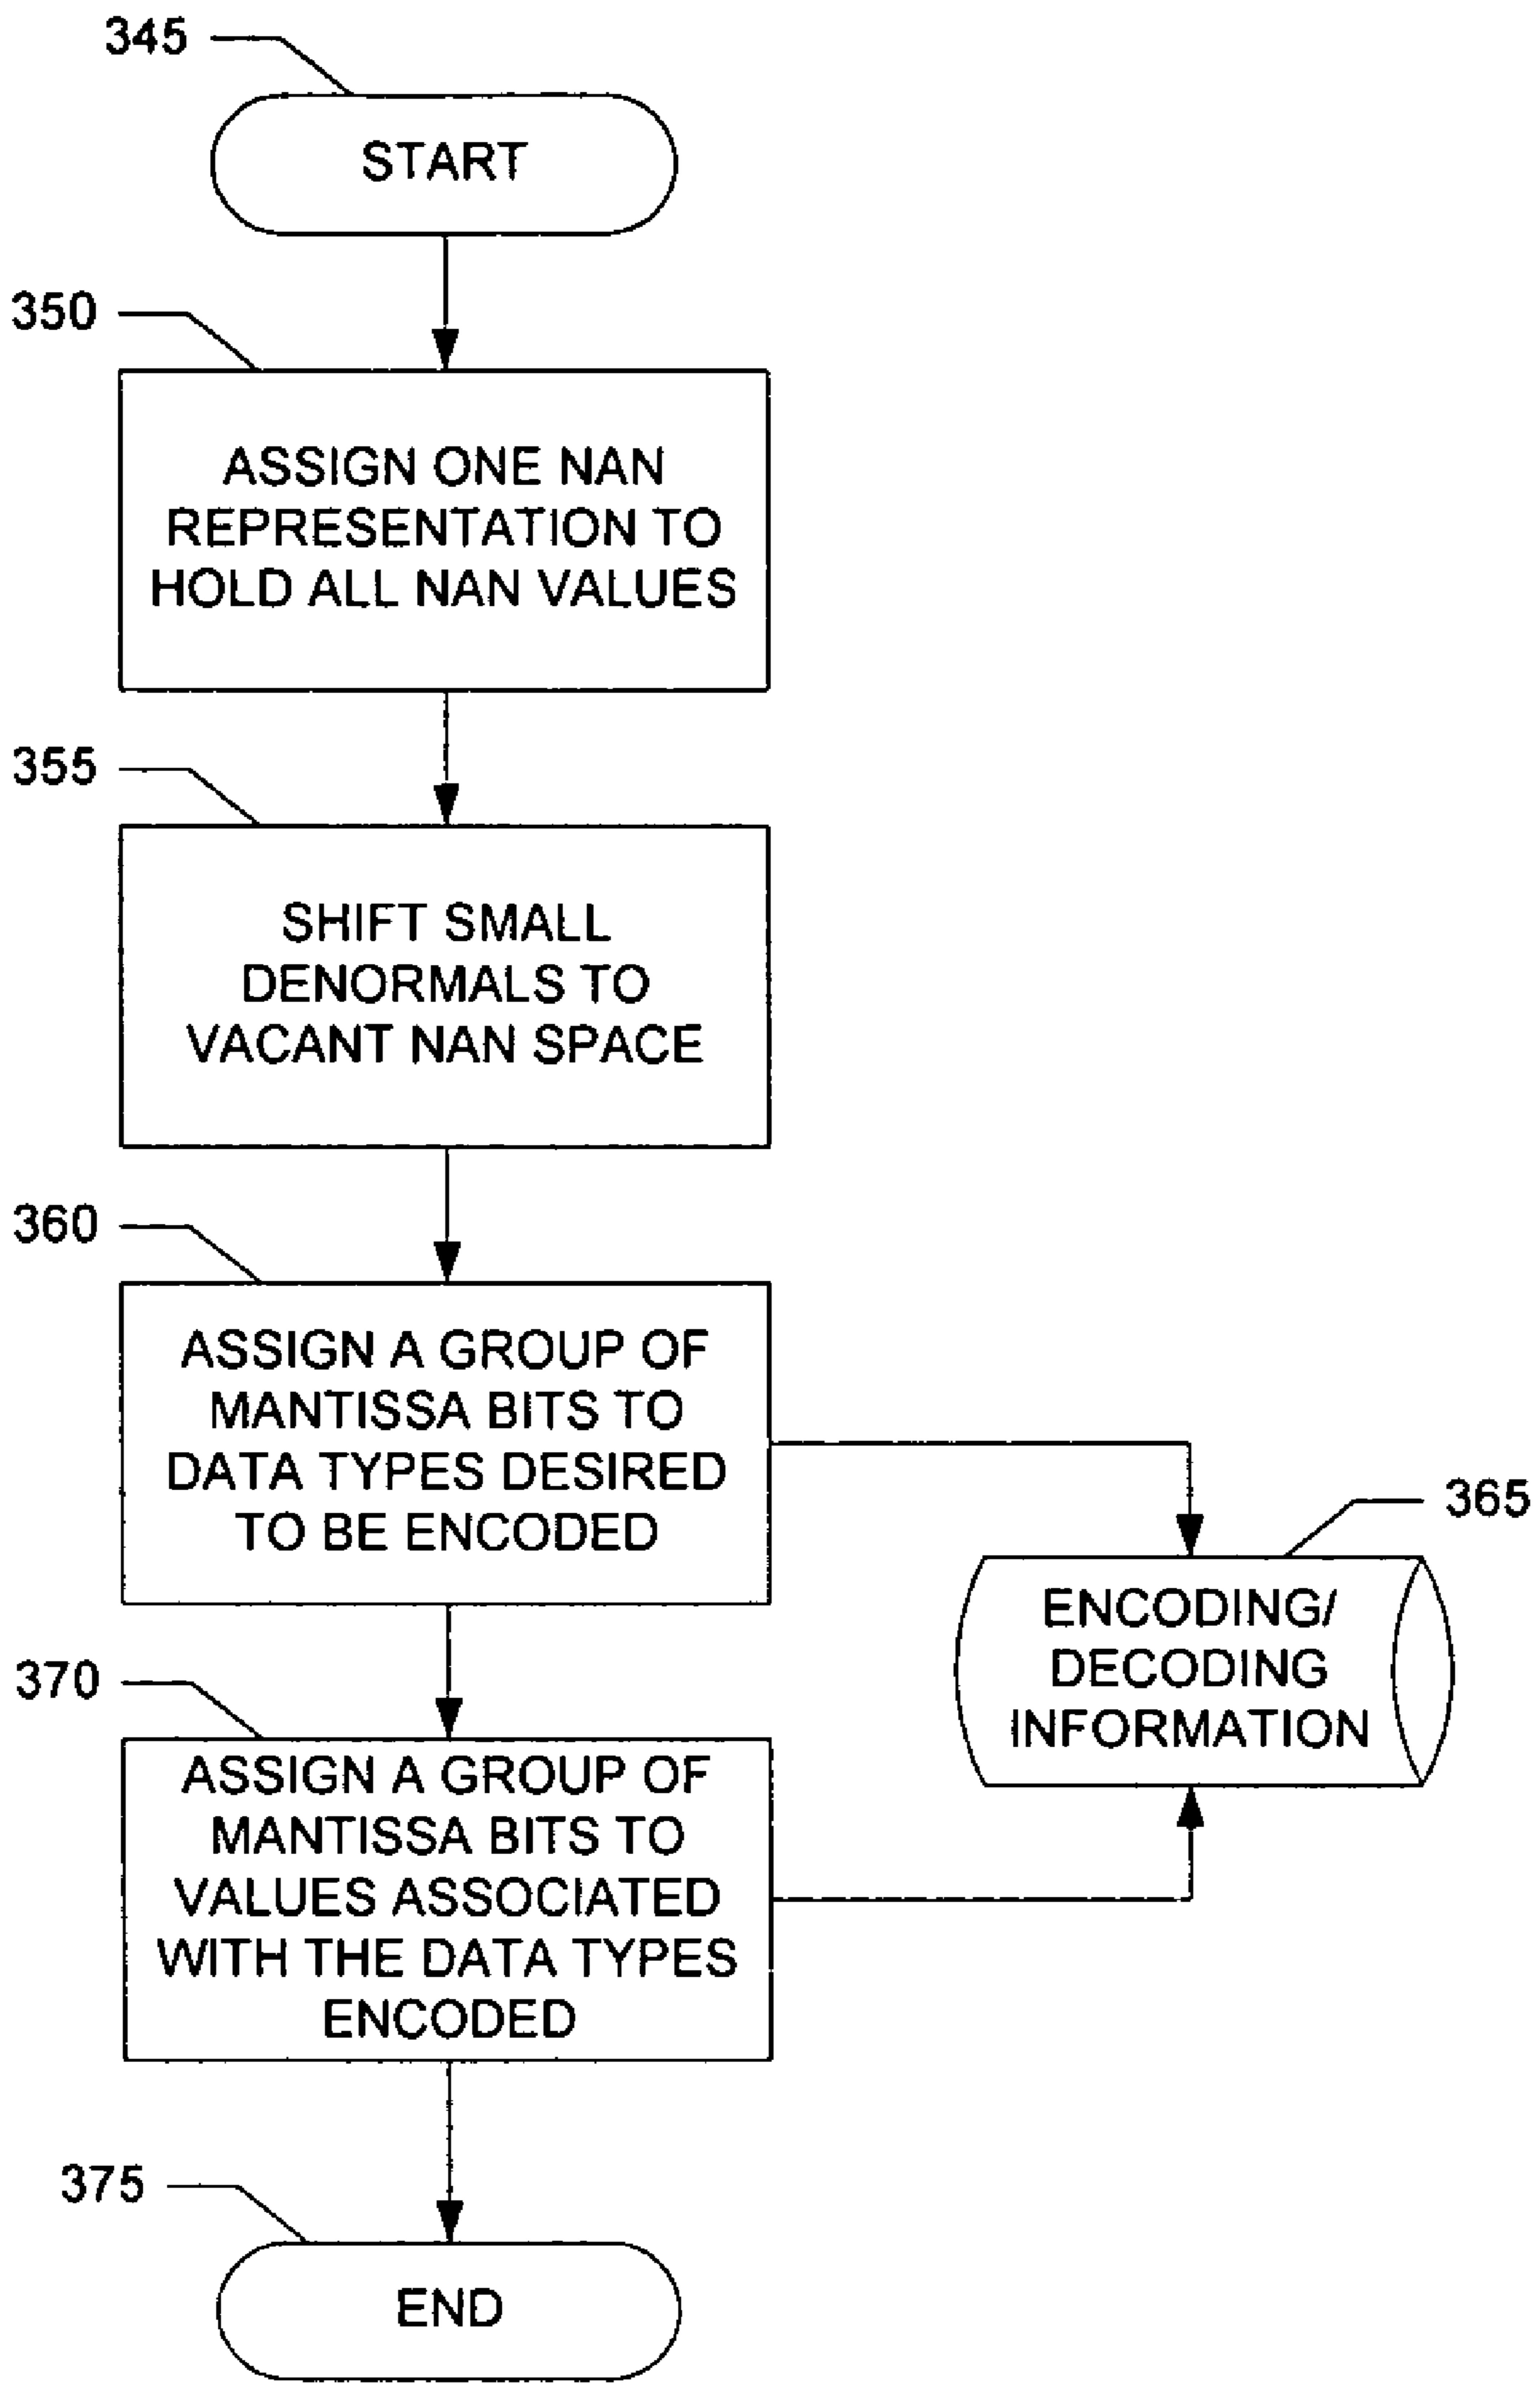 345
START
350
ASSIGN ONE NAN
REPRESENTATION TO
HOLD ALL NAN VALUES
355
SHIFT SMALL
DENORMALS TO
VACANT NAN SPACE
360
ASSIGN A GROUP OF
MANTISSA BITS TO
DATA TYPES DESIRED
TO BE ENCODED
365
ENCODING/
DECODING
INFORMATION
370
ASSIGN A GROUP OF
MANTISSA BITS TO
VALUES ASSOCIATED
WITH THE DATA TYPES
ENCODED
375
END